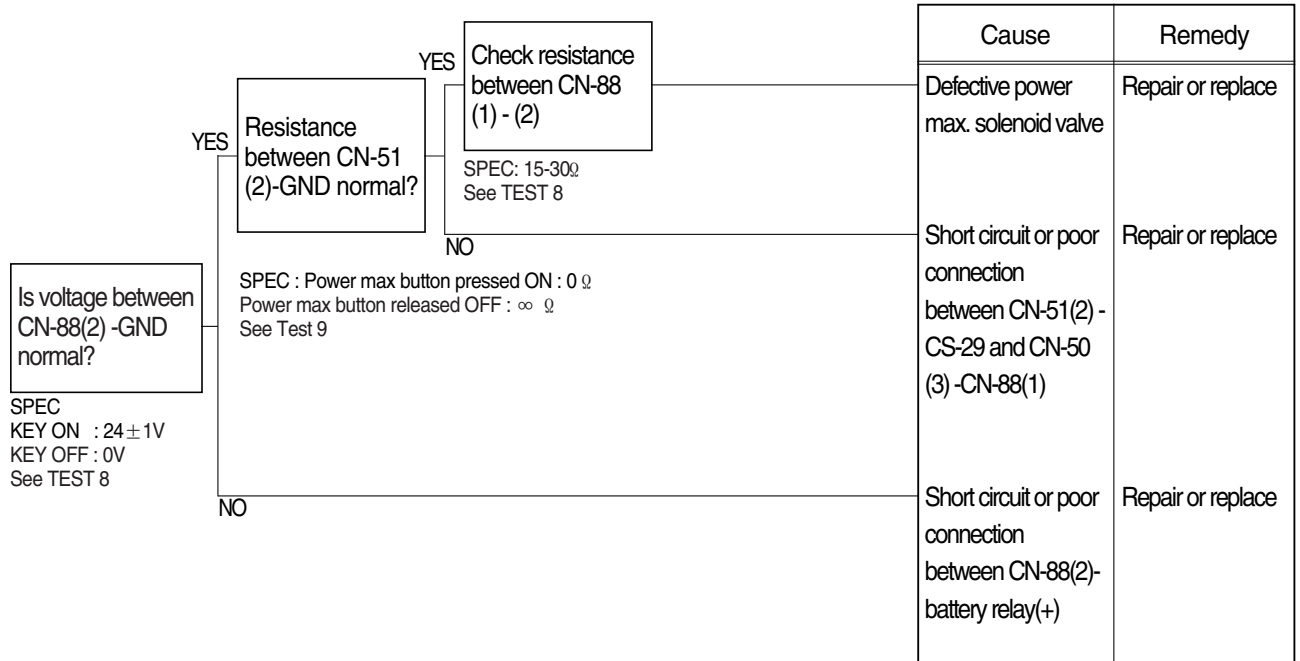 Cause
Remedy
YES
Check resistance
between CN-88
(1) - (2)
SPEC: 15-30Ω
See TEST 8
Defective power
max. solenoid valve
Repair or replace
YES
Resistance
between CN-51
(2)-GND normal?
NO
SPEC : Power max button pressed ON : 0 Ω
Power max button released OFF : ∞ Ω
See Test 9
Short circuit or poor
connection
between CN-51(2) -
CS-29 and CN-50
(3) -CN-88(1)
Repair or replace
Is voltage between
CN-88(2) -GND
normal?
SPEC
KEY ON : 24±1V
KEY OFF : 0V
See TEST 8
NO
Short circuit or poor
connection
between CN-88(2)-
battery relay(+)
Repair or replace